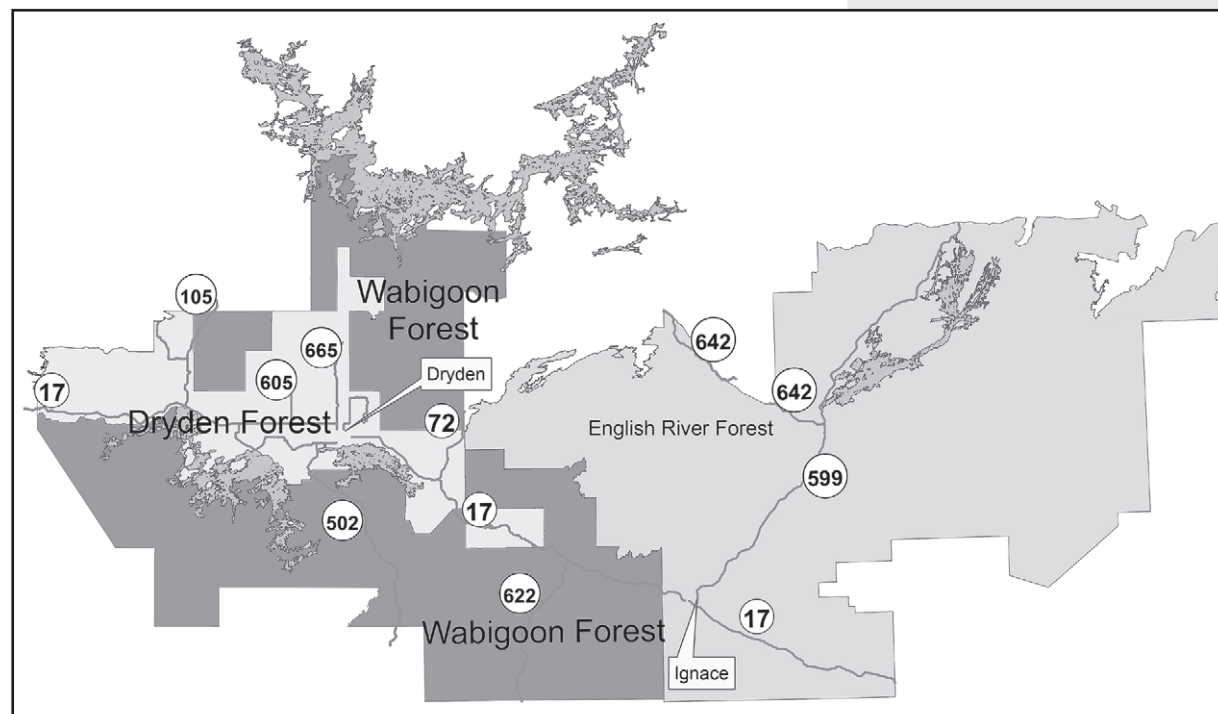 Wabigoon
Forest
105
642
665
17
605
Dryden
642
Dryden Forest
72
English River Forest
599
17
502
622
17
Wabigoon Forest
Ignace